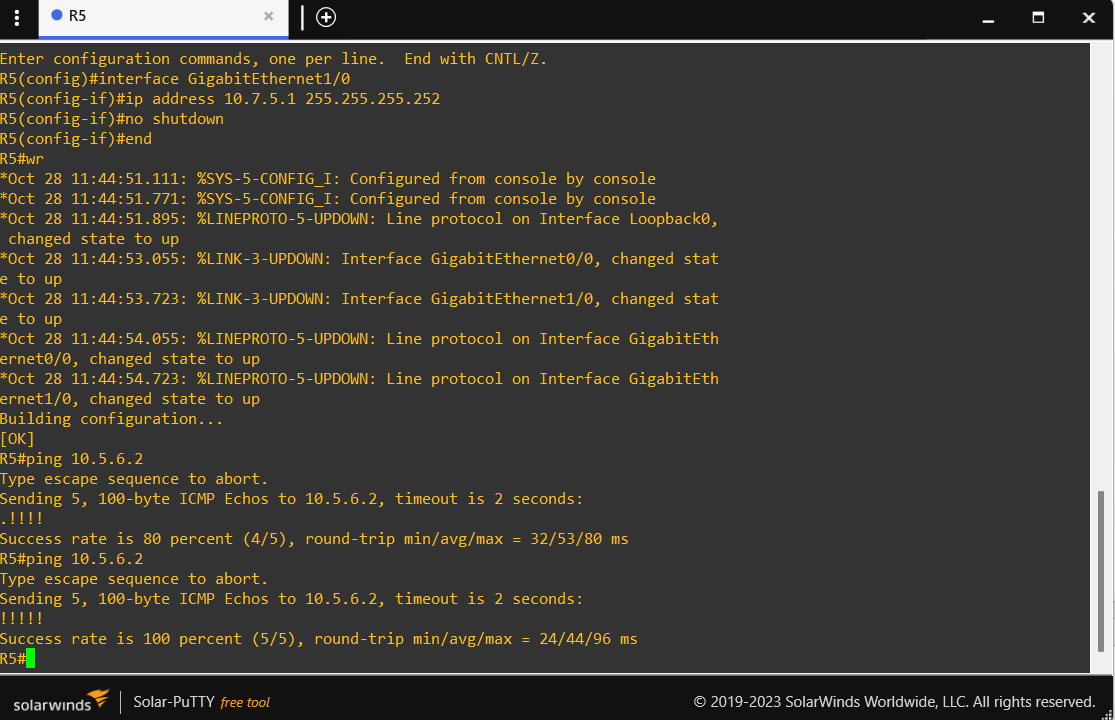 R5
Enter configuration commands, one per line.  End with CNTL/Z.
R5(config)#interface GigabitEthernet1/0
R5(config-if)#ip address 10.7.5.1 255.255.255.252
R5(config-if)#no shutdown
R5(config-if)#end
R5#wr
*Oct 28 11:44:51.111: %SYS-5-CONFIG_I: Configured from console by console
*Oct 28 11:44:51.771: %SYS-5-CONFIG_I: Configured from console by console
*Oct 28 11:44:51.895: %LINEPROTO-5-UPDOWN: Line protocol on Interface Loopback0,
 changed state to up
*Oct 28 11:44:53.055: %LINK-3-UPDOWN: Interface GigabitEthernet0/0, changed stat
e to up
*Oct 28 11:44:53.723: %LINK-3-UPDOWN: Interface GigabitEthernet1/0, changed stat
e to up
*Oct 28 11:44:54.055: %LINEPROTO-5-UPDOWN: Line protocol on Interface GigabitEth
ernet0/0, changed state to up
*Oct 28 11:44:54.723: %LINEPROTO-5-UPDOWN: Line protocol on Interface GigabitEth
ernet1/0, changed state to up
Building configuration...
[OK]
R5#ping 10.5.6.2
Type escape sequence to abort.
Sending 5, 100-byte ICMP Echos to 10.5.6.2, timeout is 2 seconds:
.!!!!
Success rate is 80 percent (4/5), round-trip min/avg/max = 32/53/80 ms
R5#ping 10.5.6.2
Type escape sequence to abort.
Sending 5, 100-byte ICMP Echos to 10.5.6.2, timeout is 2 seconds:
!!!!!
Success rate is 100 percent (5/5), round-trip min/avg/max = 24/44/96 ms
R5#
solarwinds Solar-PuTTY free tool © 2019-2023 SolarWinds Worldwide, LLC. All rights reserved.